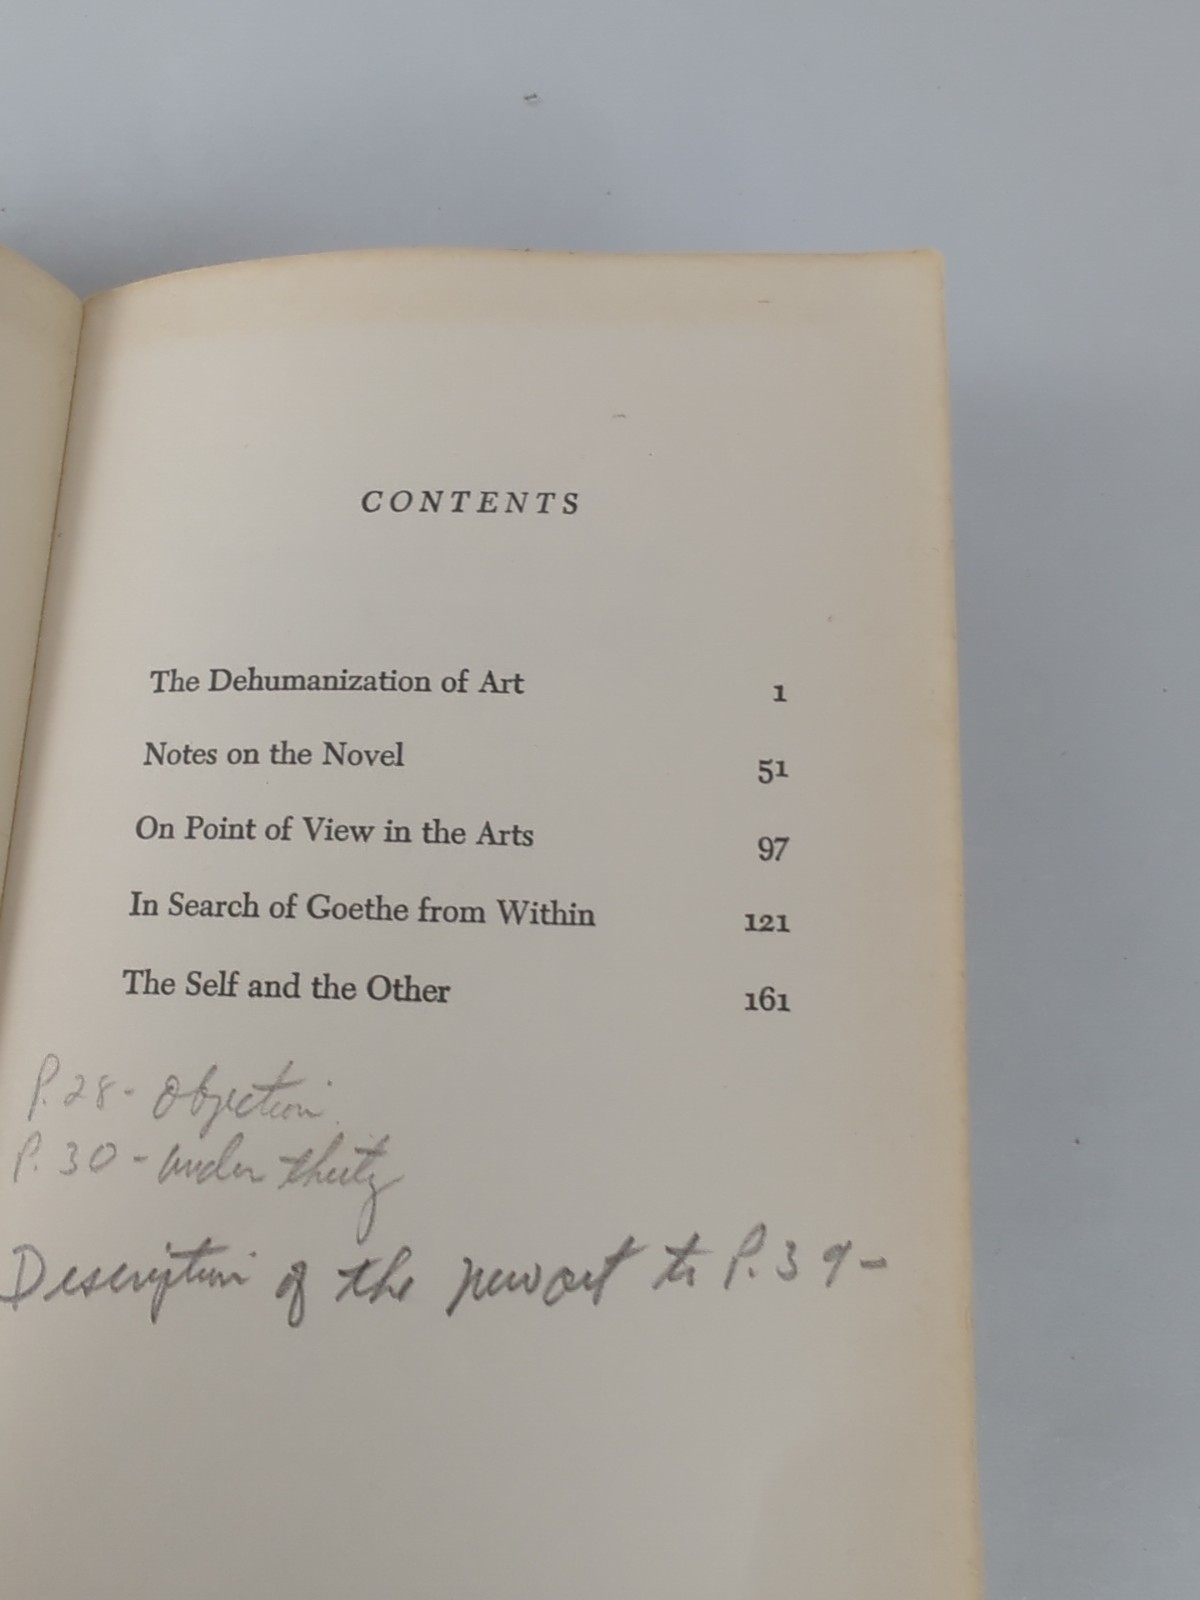 CONTENTS
The Dehumanization of Art 1
Notes on the Novel 51
On Point of View in the Arts 97
In Search of Goethe from Within 121
The Self and the Other 161
P.28- Objection
P. 30 - under thirty
Description of the new art to P.39-